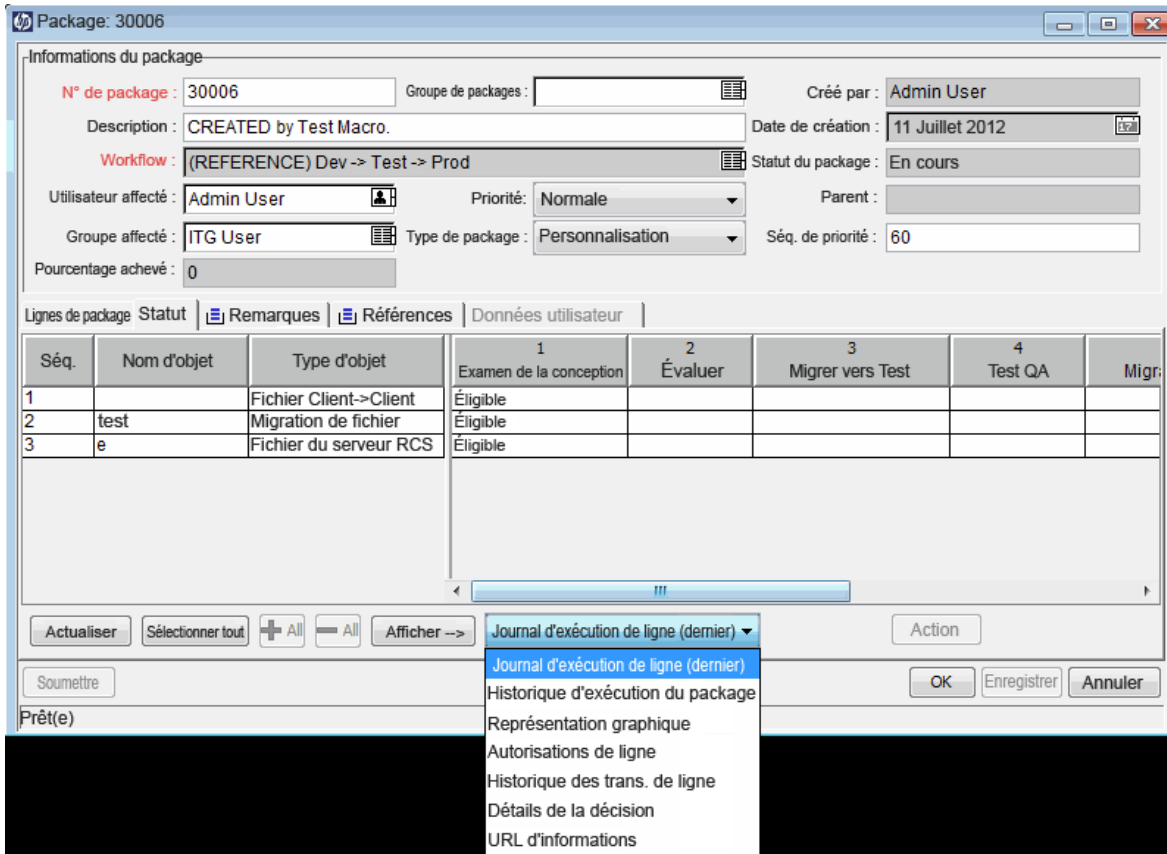 Package: 30006
Informations du package
N° de package : 30006 Groupe de packages : Créé par : Admin User
Description : CREATED by Test Macro. Date de création : 11 Juillet 2012
Workflow : (REFERENCE) Dev -> Test -> Prod Statut du package : En cours
Utilisateur affecté : Admin User Priorité: Normale Parent :
Groupe affecté : ITG User Type de package : Personnalisation Séq. de priorité : 60
Pourcentage achevé : 0
Lignes de package Statut Remarques Références Données utilisateur
Séq. Nom d'objet Type d'objet 1 Examen de la conception 2 Évaluer 3 Migrer vers Test 4 Test QA Migr
1 Fichier Client->Client Éligible
2 test Migration de fichier Éligible
3 e Fichier du serveur RCS Éligible
Actualiser Sélectionner tout All All Afficher --> Journal d'exécution de ligne (dernier) Action
Journal d'exécution de ligne (dernier)
Soumettre OK Enregistrer Annuler
Historique d'exécution du package
Prêt(e)
Représentation graphique
Autorisations de ligne
Historique des trans. de ligne
Détails de la décision
URL d'informations